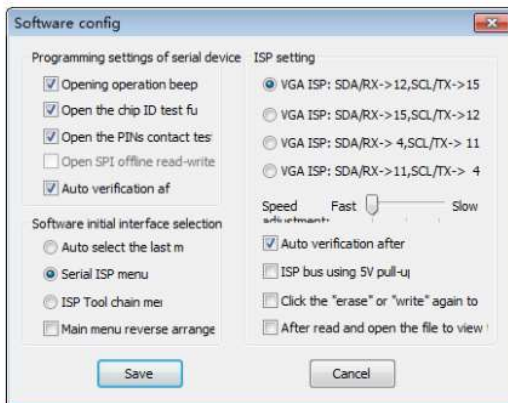 Software config
Programming settings of serial device
Opening operation beep
Open the chip ID test fu
Open the PINs contact tes
Open SPI offline read-write
Auto verification af
Software initial interface selection
Auto select the last m
Serial ISP menu
ISP Tool chain me
Main menu reverse arrange
ISP setting
VGA ISP: SDA/RX->12,SCL/TX->15
VGA ISP: SDA/RX->15,SCL/TX->12
VGA ISP: SDA/RX-> 4,SCL/TX-> 11
VGA ISP: SDA/RX->11,SCL/TX-> 4
Speed adjustment: Fast Slow
Auto verification after
ISP bus using 5V pull-u
Click the "erase" or "write" again to
After read and open the file to view
Save Cancel